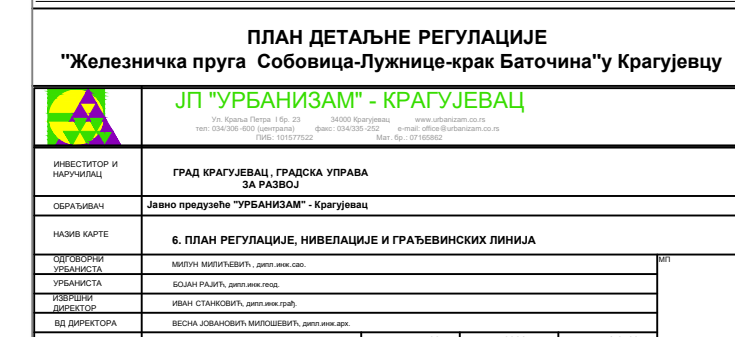 ПЛАН ДЕТАЉНЕ РЕГУЛАЦИЈЕ
"Железничка пруга Собовица-Лужнице-крак Баточина"у Крагујевцу
ЈП "УРБАНИЗАМ" - КРАГУЈЕВАЦ
Ул. Краља Петра I бр. 23 34000 Крагујевац www.urbanizam.co.rs
тел: 034/306-600 (централа) факс: 034/335-252 e-mail: office@urbanizam.co.rs
ПИБ: 101577522 Мат. бр.: 07165862
ИНВЕСТИТОР И
НАРУЧИЛАЦ
ГРАД КРАГУЈЕВАЦ , ГРАДСКА УПРАВА
ЗА РАЗВОЈ
ОБРАЂИВАЧ Јавно предузеће "УРБАНИЗАМ" - Крагујевац
НАЗИВ КАРТЕ 6. ПЛАН РЕГУЛАЦИЈЕ, НИВЕЛАЦИЈЕ И ГРАЂЕВИНСКИХ ЛИНИЈА
ОДГОВОРНИ
УРБАНИСТА
МИЛУН МИЛИЋЕВИЋ , дипл.инж.сао.
МП
УРБАНИСТА БОЈАН РАЈИЋ, дипл.инж.геод.
ИЗВРШНИ
ДИРЕКТОР
ИВАН СТАНКОВИЋ, дипл.инж.грађ.
ВД ДИРЕКТОРА ВЕСНА ЈОВАНОВИЋ МИЛОШЕВИЋ, дипл.инж.арх.